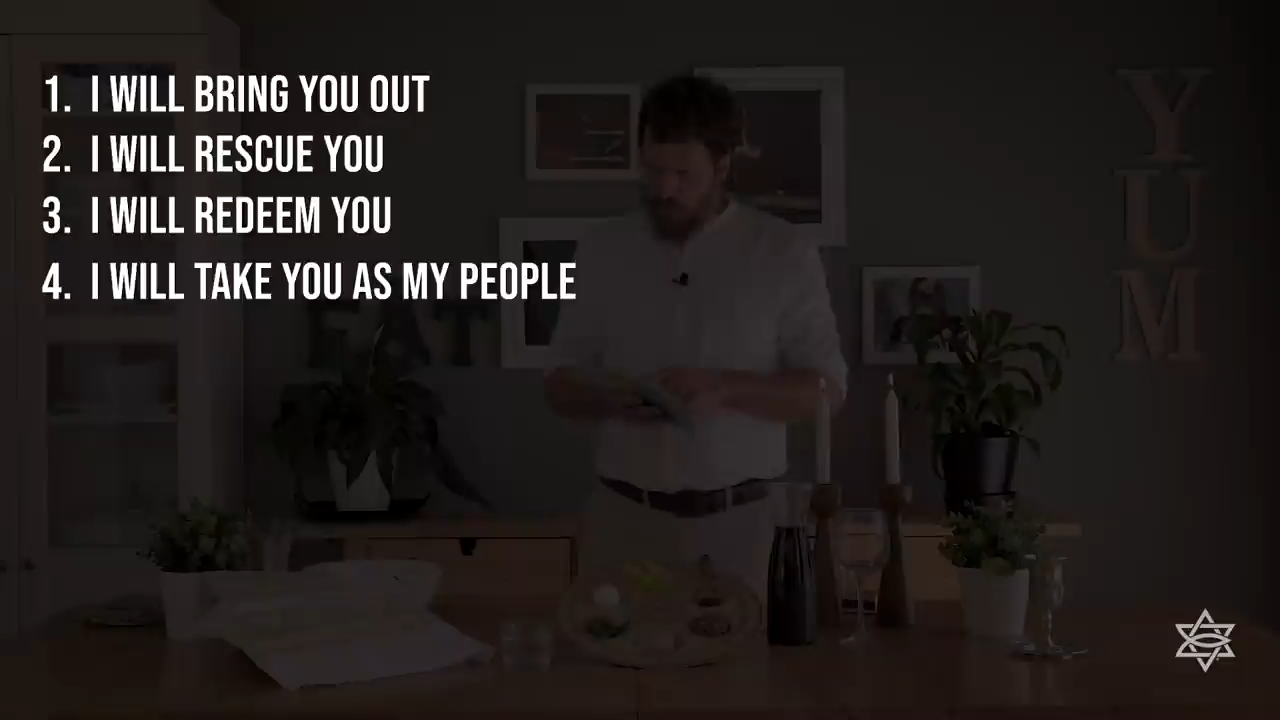 1. I WILL BRING YOU OUT
2. I WILL RESCUE YOU
3. I WILL REDEEM YOU
4. I WILL TAKE YOU AS MY PEOPLE
EAT
YUM